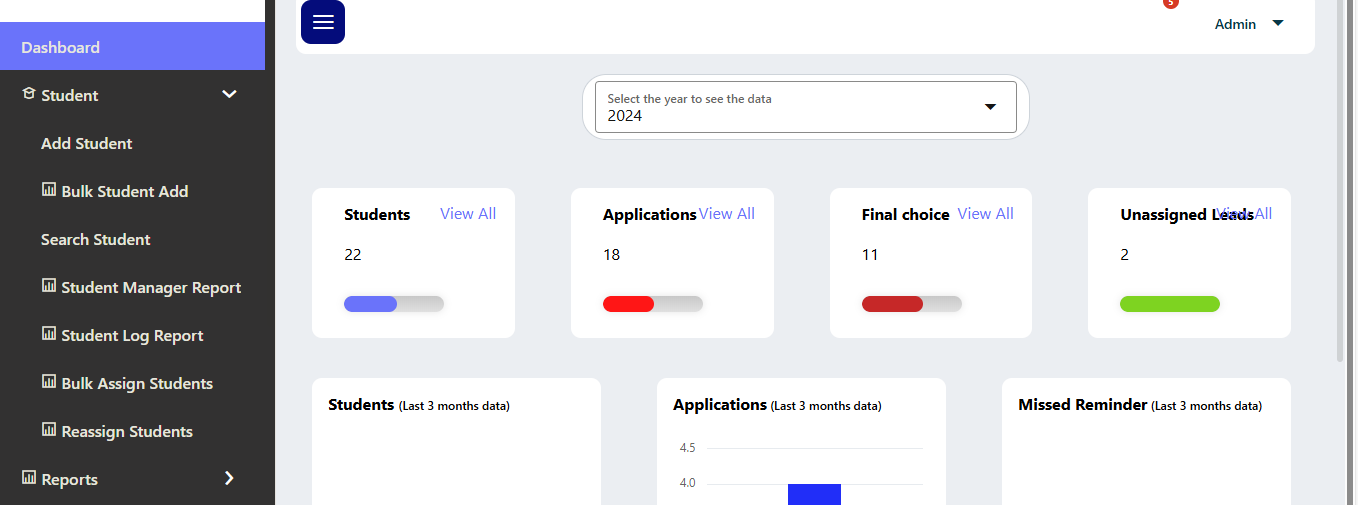 5
Admin
Dashboard
Student
Add Student
Bulk Student Add
Search Student
Student Manager Report
Student Log Report
Bulk Assign Students
Reassign Students
Reports
Select the year to see the data
2024
Students View All
22
Applications View All
18
Final choice View All
11
Unassigned Leads View All
2
Students (Last 3 months data)
Applications (Last 3 months data)
4.5
4.0
Missed Reminder (Last 3 months data)